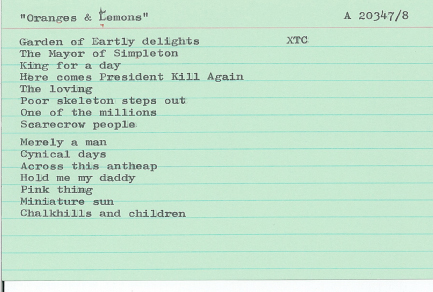 "Oranges & Lemons" A 20347/8
Garden of Eartly delights XTC
The Mayor of Simpleton
King for a day
Here comes President Kill Again
The loving
Poor skeleton steps out
One of the millions
Scarecrow people
Merely a man
Cynical days
Across this antheap
Hold me my daddy
Pink thing
Miniature sun
Chalkhills and children